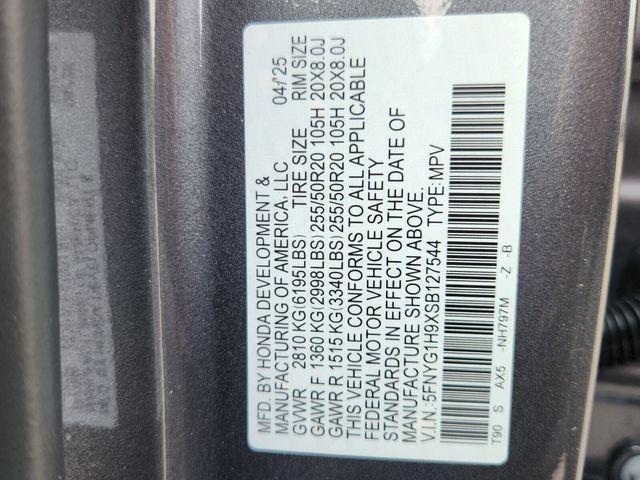 MFD. BY HONDA DEVELOPMENT &
MANUFACTURING OF AMERICA, LLC 04/25
GVWR 2810 KG(6195LBS) TIRE SIZE RIM SIZE
GAWR F 1360 KG(2998LBS) 255/50R20 105H 20X8.0J
GAWR R 1515 KG(3340LBS) 255/50R20 105H 20X8.0J
THIS VEHICLE CONFORMS TO ALL APPLICABLE
FEDERAL MOTOR VEHICLE SAFETY
STANDARDS IN EFFECT ON THE DATE OF
MANUFACTURE SHOWN ABOVE.
V.I.N.:5FNYG1H9XSB127544 TYPE:MPV
T90 S AX5 -NH797M -Z -B